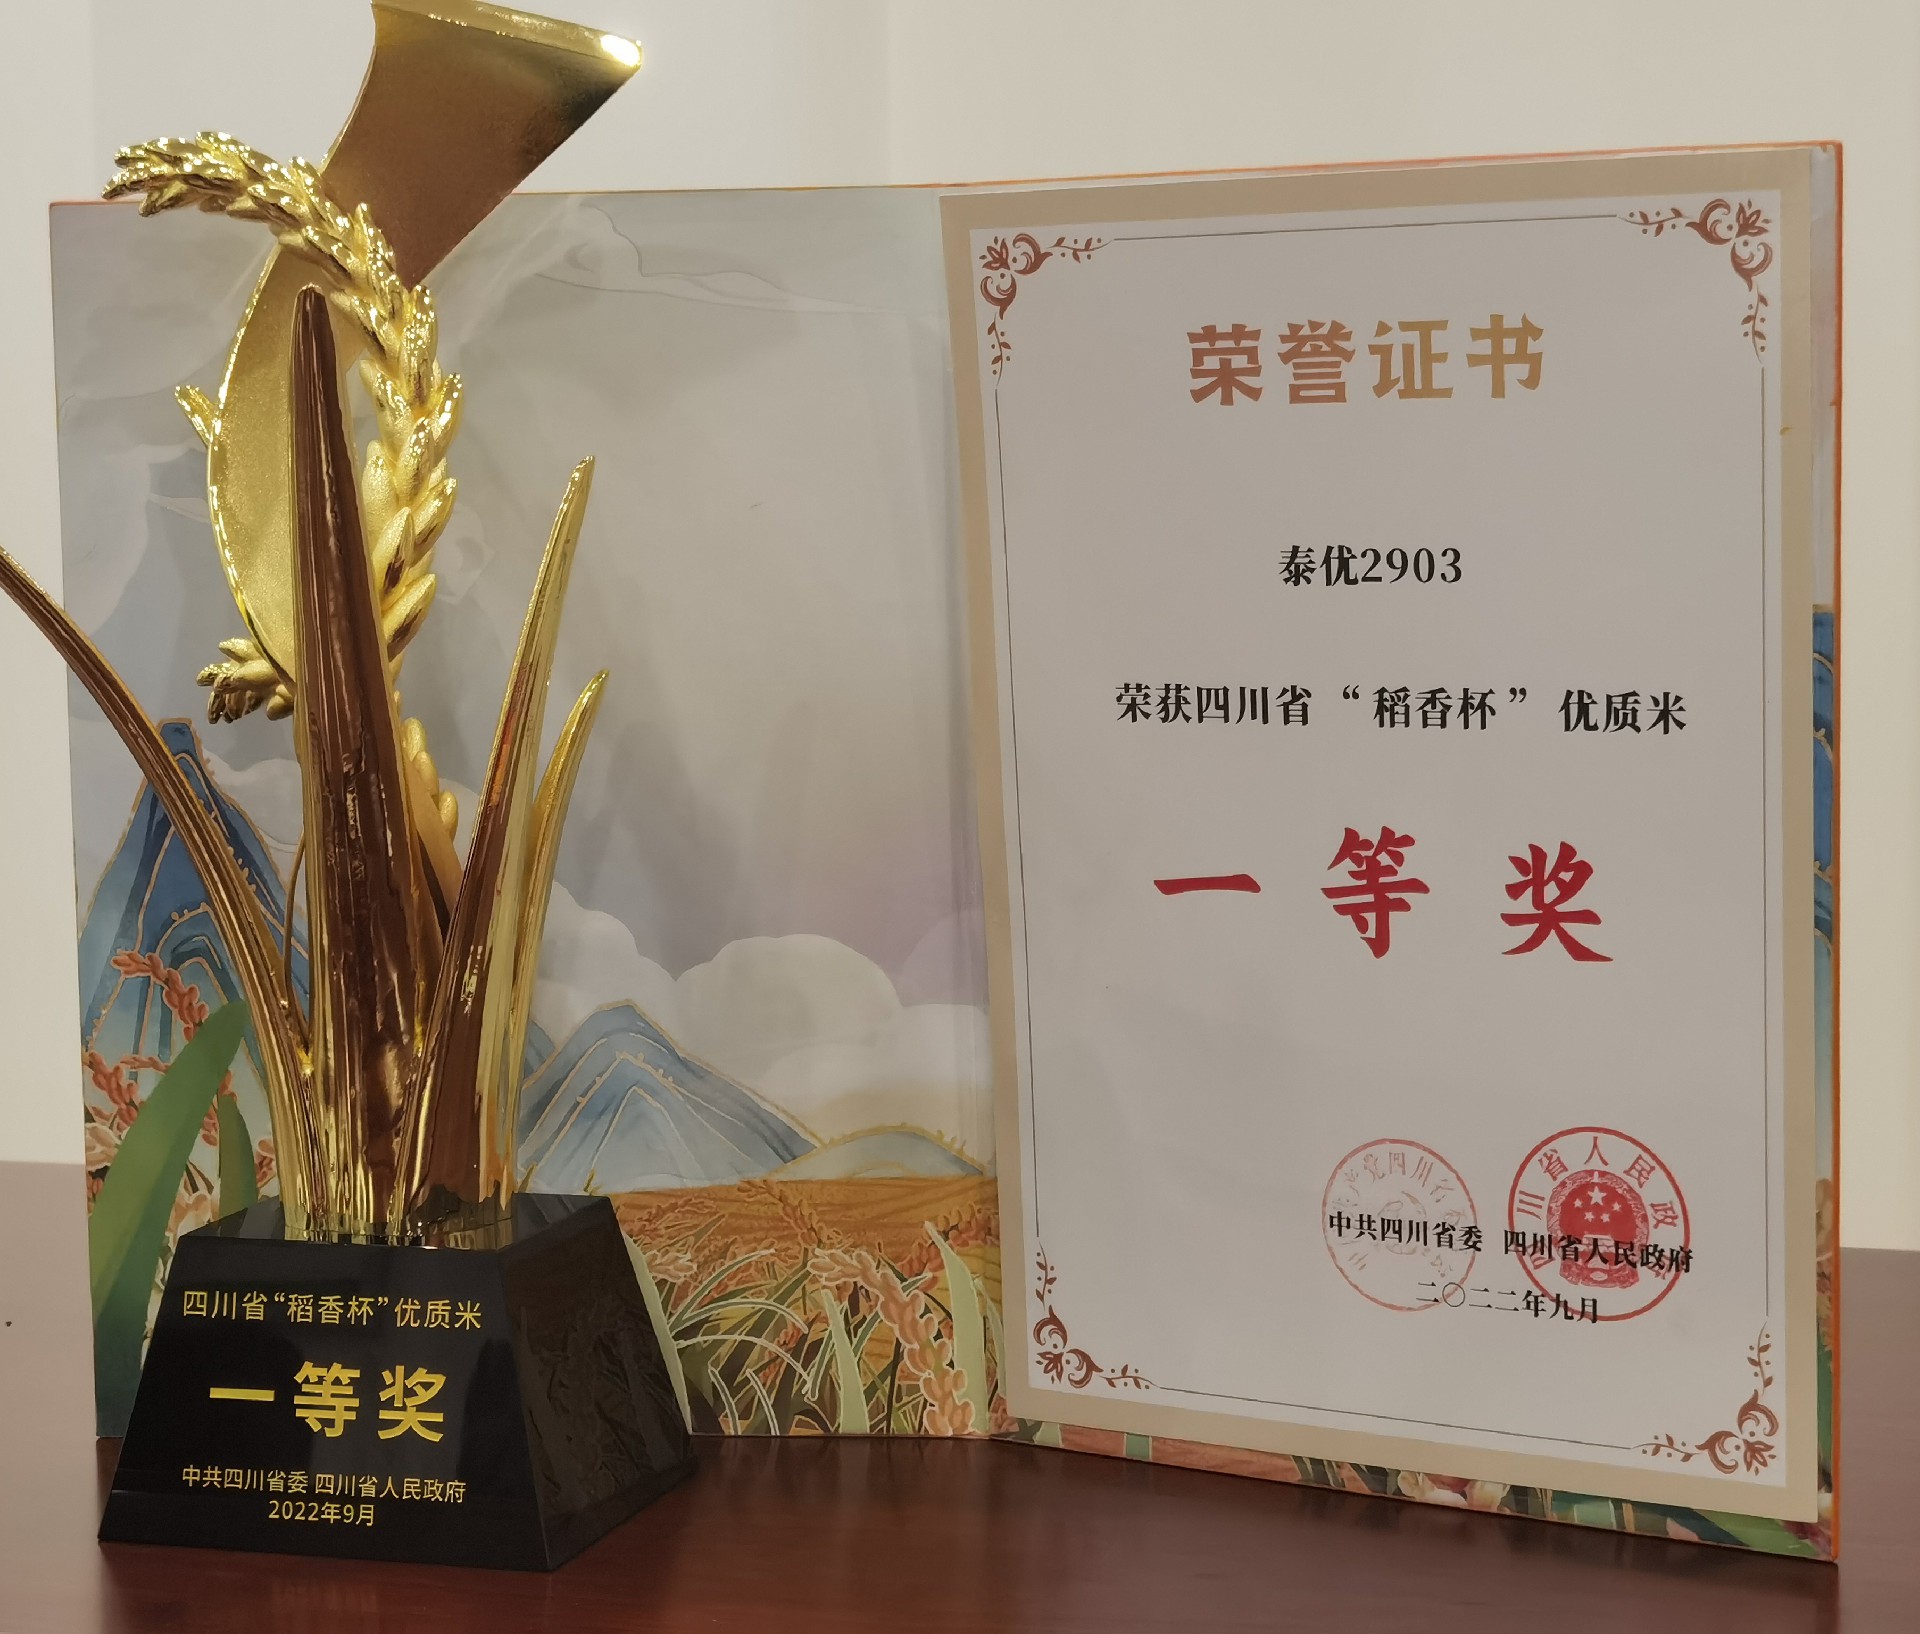 荣誉证书
泰优2903
荣获四川省“稻香杯”优质米
一等奖
中共四川省委 四川省人民政府
二〇二二年九月
四川省“稻香杯”优质米
一等奖
中共四川省委 四川省人民政府
2022年9月